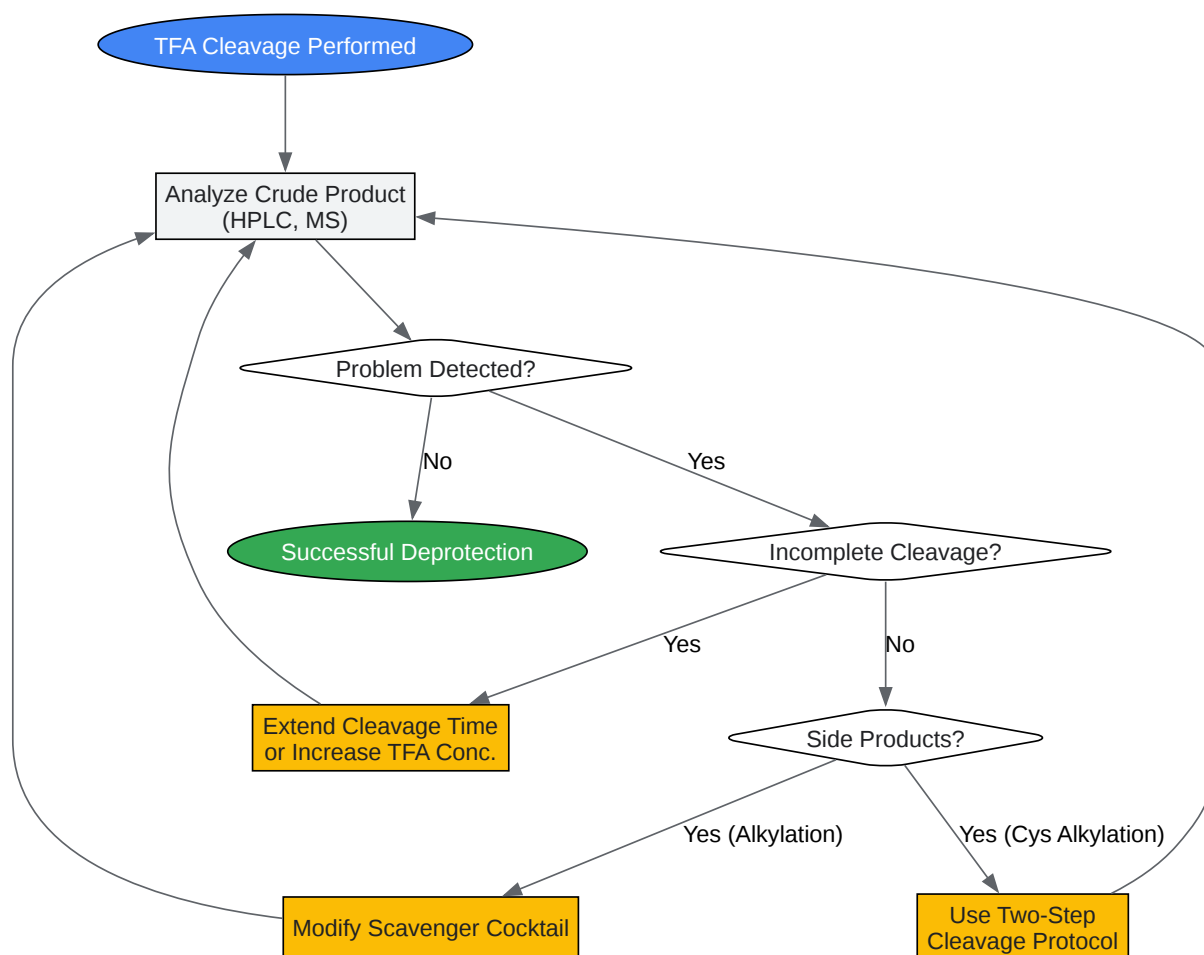 TFA Cleavage Performed
Analyze Crude Product
(HPLC, MS)
Problem Detected?
No
Yes
Successful Deprotection
Incomplete Cleavage?
Yes
No
Extend Cleavage Time
or Increase TFA Conc.
Side Products?
Yes (Alkylation)
Yes (Cys Alkylation)
Modify Scavenger Cocktail
Use Two-Step
Cleavage Protocol